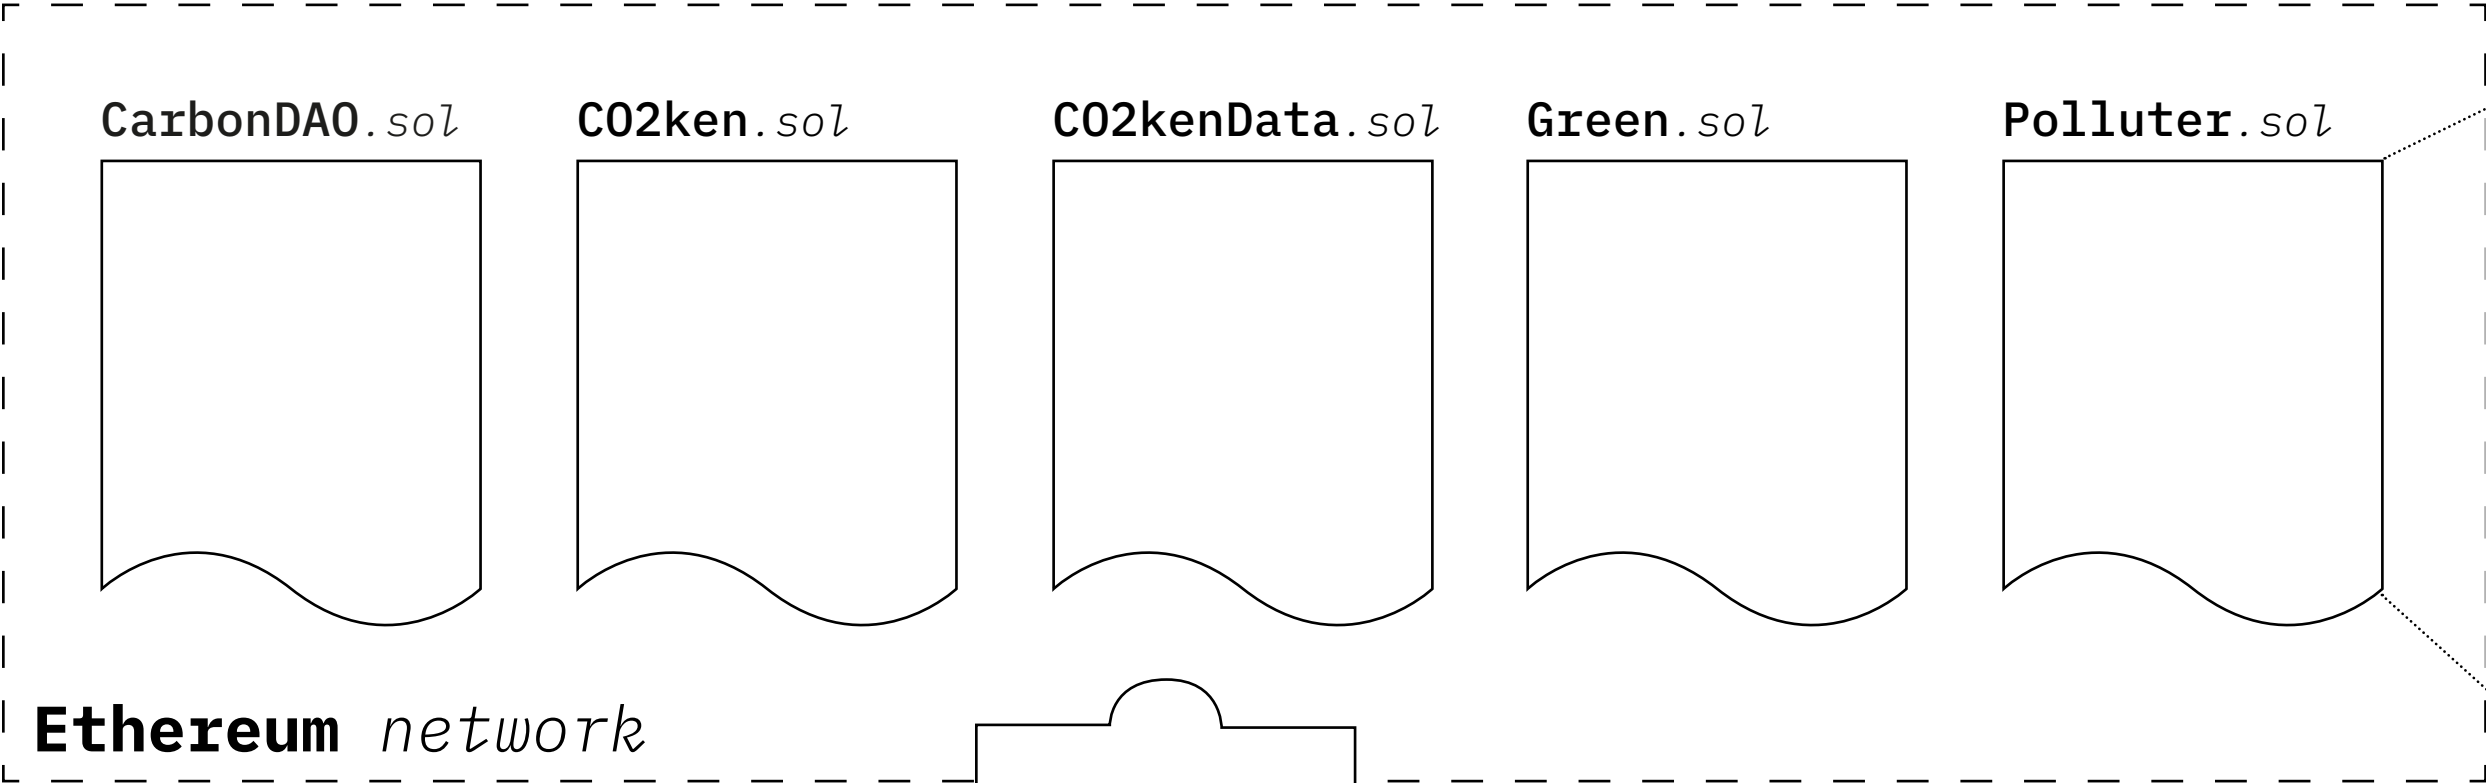 CarbonDAO.sol
CO2ken.sol
CO2kenData.sol
Green.sol
Polluter.sol
Ethereum network